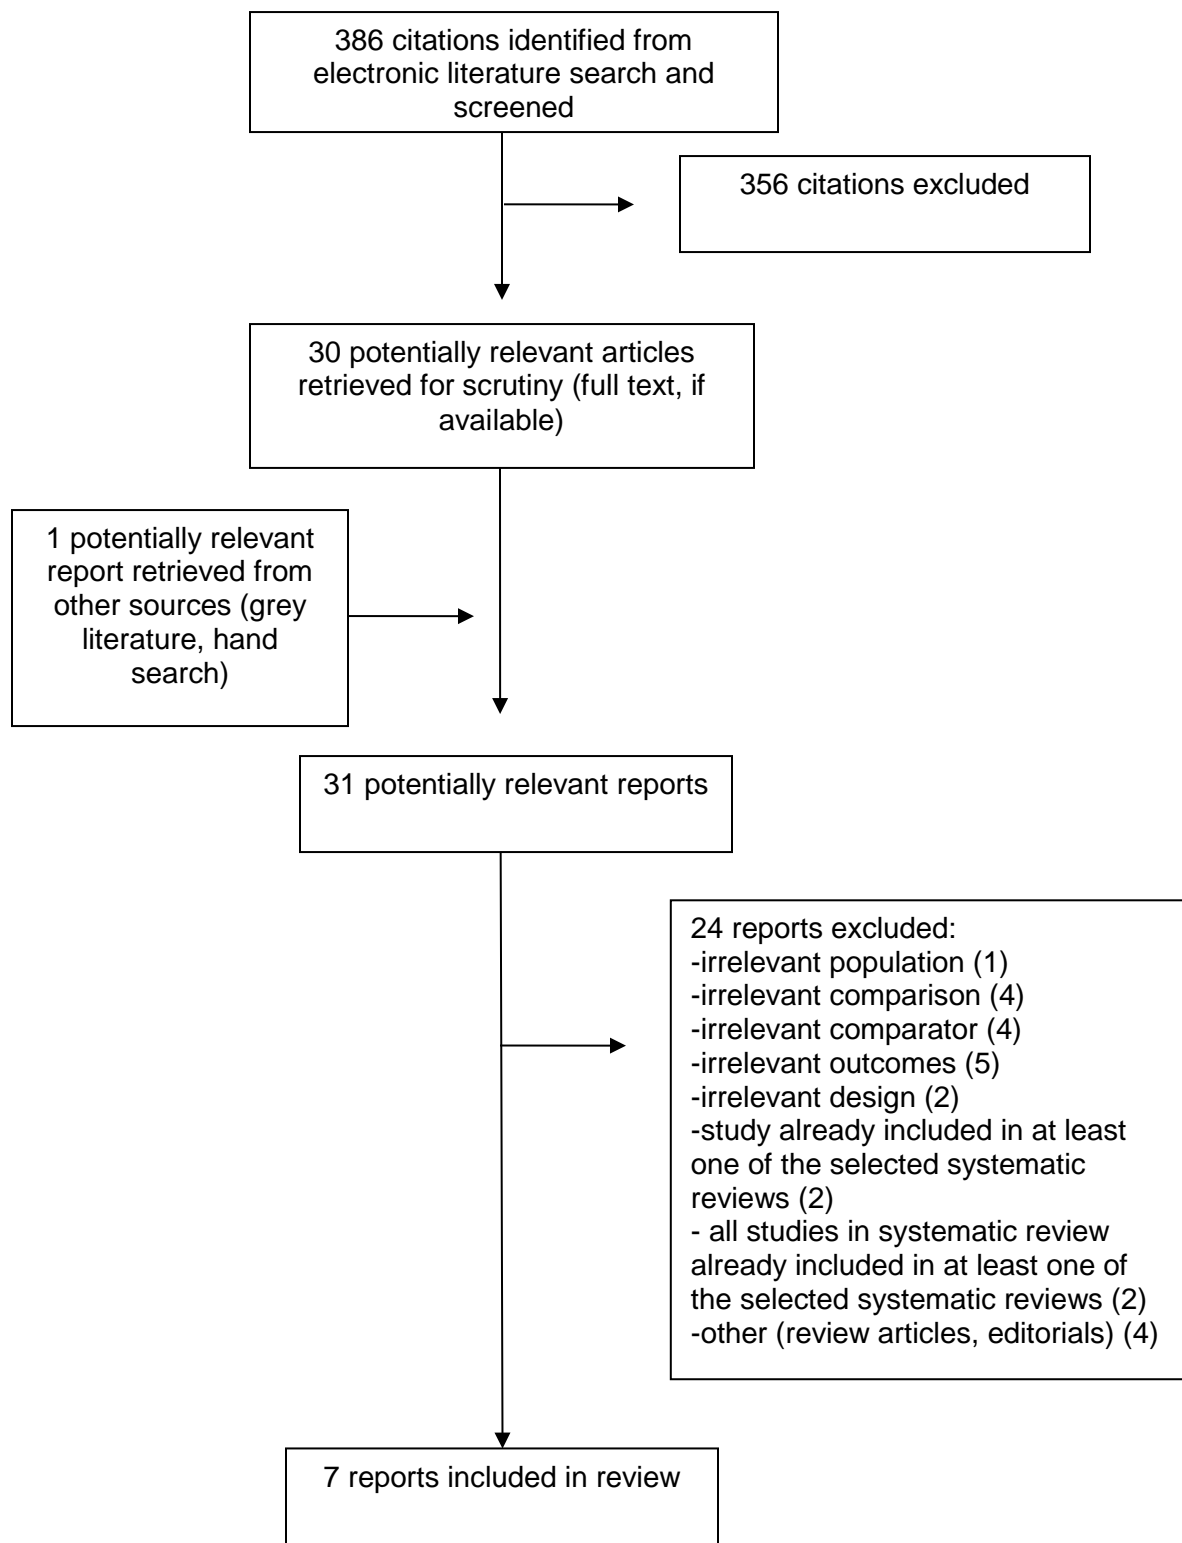 386 citations identified from
electronic literature search and
screened
356 citations excluded
30 potentially relevant articles
retrieved for scrutiny (full text, if
available)
1 potentially relevant
report retrieved from
other sources (grey
literature, hand
search)
31 potentially relevant reports
24 reports excluded:
-irrelevant population (1)
-irrelevant comparison (4)
-irrelevant comparator (4)
-irrelevant outcomes (5)
-irrelevant design (2)
-study already included in at least
one of the selected systematic
reviews (2)
- all studies in systematic review
already included in at least one of
the selected systematic reviews (2)
-other (review articles, editorials) (4)
7 reports included in review